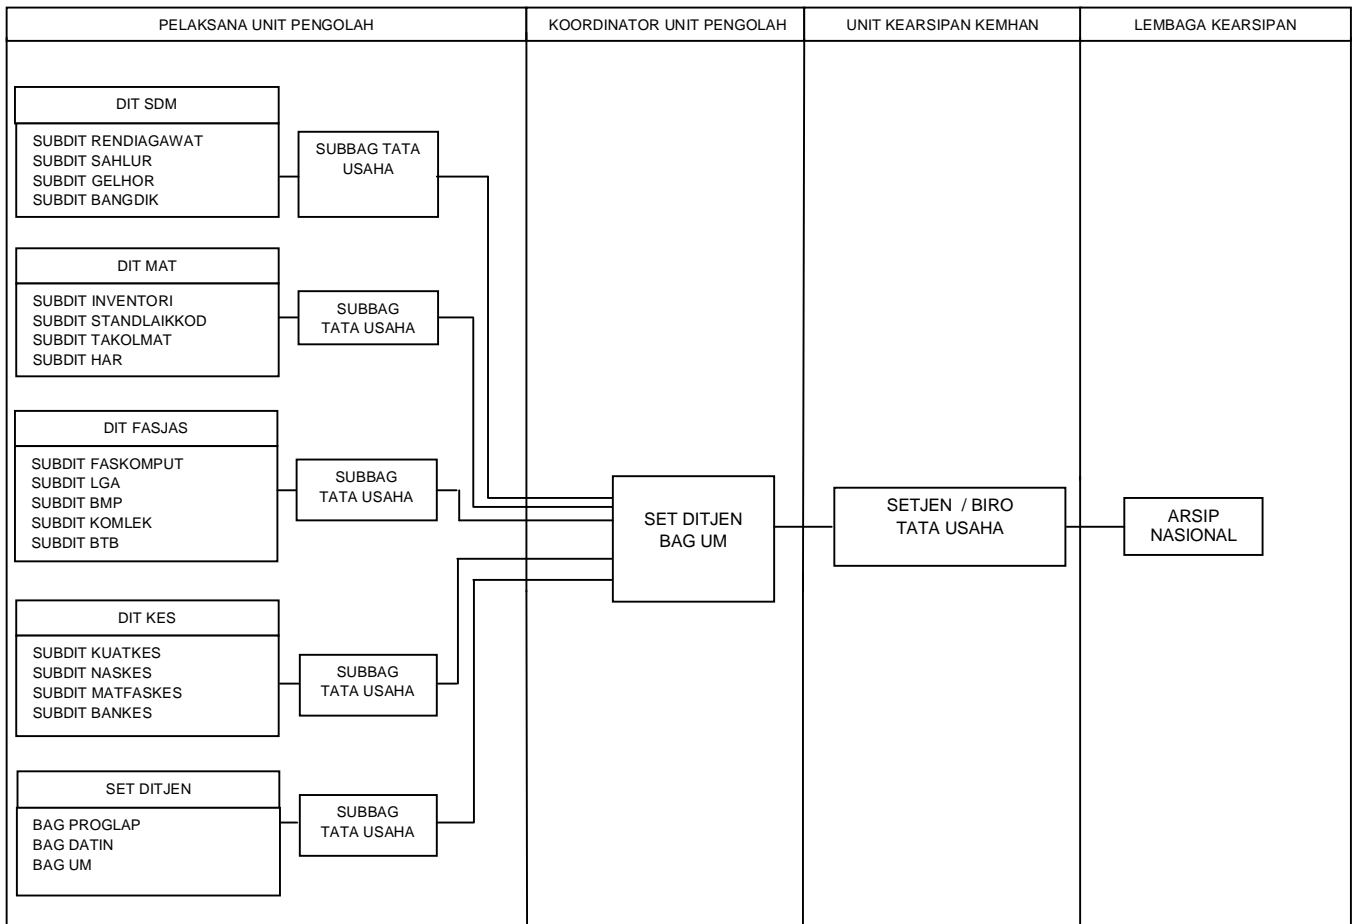 PELAKSANA UNIT PENGOLAH
KOORDINATOR UNIT PENGOLAH
UNIT KEARSIPAN KEMHAN
LEMBAGA KEARSIPAN
DIT SDM
SUBDIT RENDIAGAWAT
SUBDIT SAHLUR
SUBDIT GELHOR
SUBDIT BANGDIK
SUBBAG TATA
USAHA
DIT MAT
SUBDIT INVENTORI
SUBDIT STANDLAIKKOD
SUBDIT TAKOLMAT
SUBDIT HAR
SUBBAG
TATA USAHA
DIT FASJAS
SUBDIT FASKOMPUT
SUBDIT LGA
SUBDIT BMP
SUBDIT KOMLEK
SUBDIT BTB
SUBBAG
TATA USAHA
DIT KES
SUBDIT KUATKES
SUBDIT NASKES
SUBDIT MATFASKES
SUBDIT BANKES
SUBBAG
TATA USAHA
SET DITJEN
BAG PROGLAP
BAG DATIN
BAG UM
SUBBAG
TATA USAHA
SET DITJEN
BAG UM
SETJEN / BIRO
TATA USAHA
ARSIP
NASIONAL